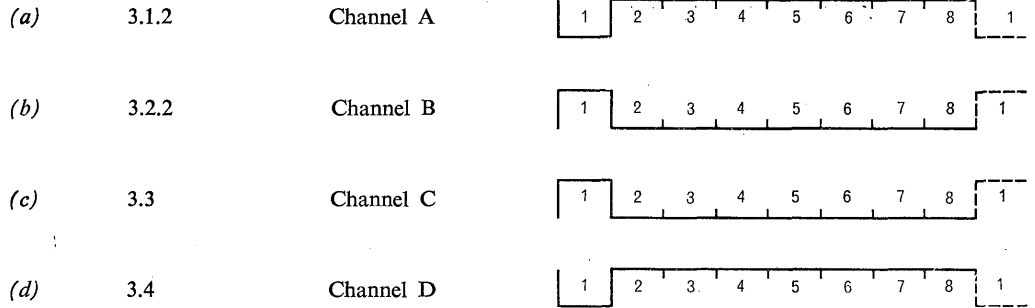 (a) 3.1.2 Channel A 1 2 3 4 5 6 7 8 1
(b) 3.2.2 Channel B 1 2 3 4 5 6 7 8 1
(c) 3.3 Channel C 1 2 3 4 5 6 7 8 1
(d) 3.4 Channel D 1 2 3 4 5 6 7 8 1